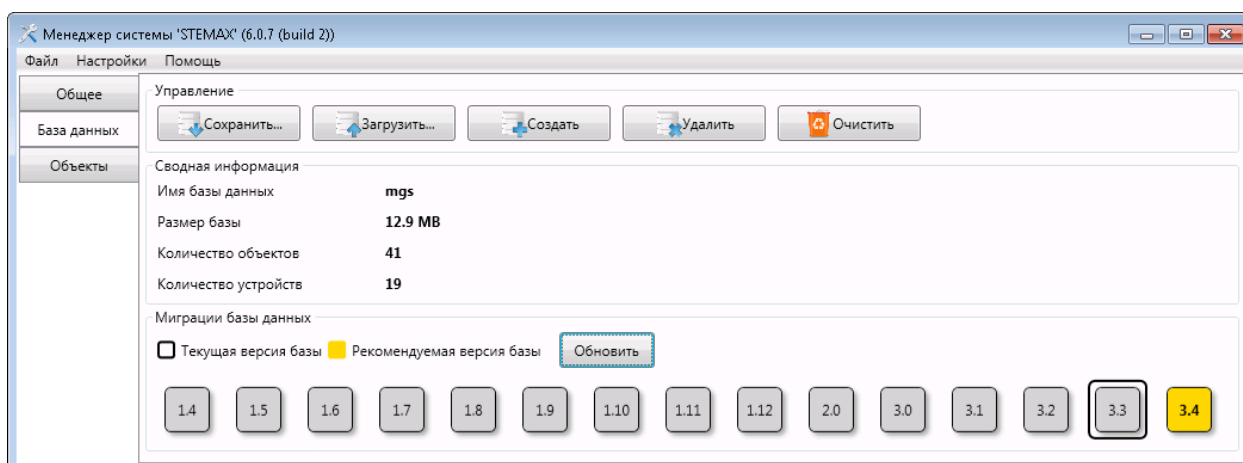 Менеджер системы 'STEMAX' (6.0.7 (build 2))
Файл Настройки Помощь
Общее
База данных
Объекты
Управление
Сохранить... Загрузить... Создать Удалить Очистить
Сводная информация
Имя базы данных mgs
Размер базы 12.9 MB
Количество объектов 41
Количество устройств 19
Миграции базы данных
Текущая версия базы Рекомендуемая версия базы Обновить
1.4 1.5 1.6 1.7 1.8 1.9 1.10 1.11 1.12 2.0 3.0 3.1 3.2 3.3 3.4